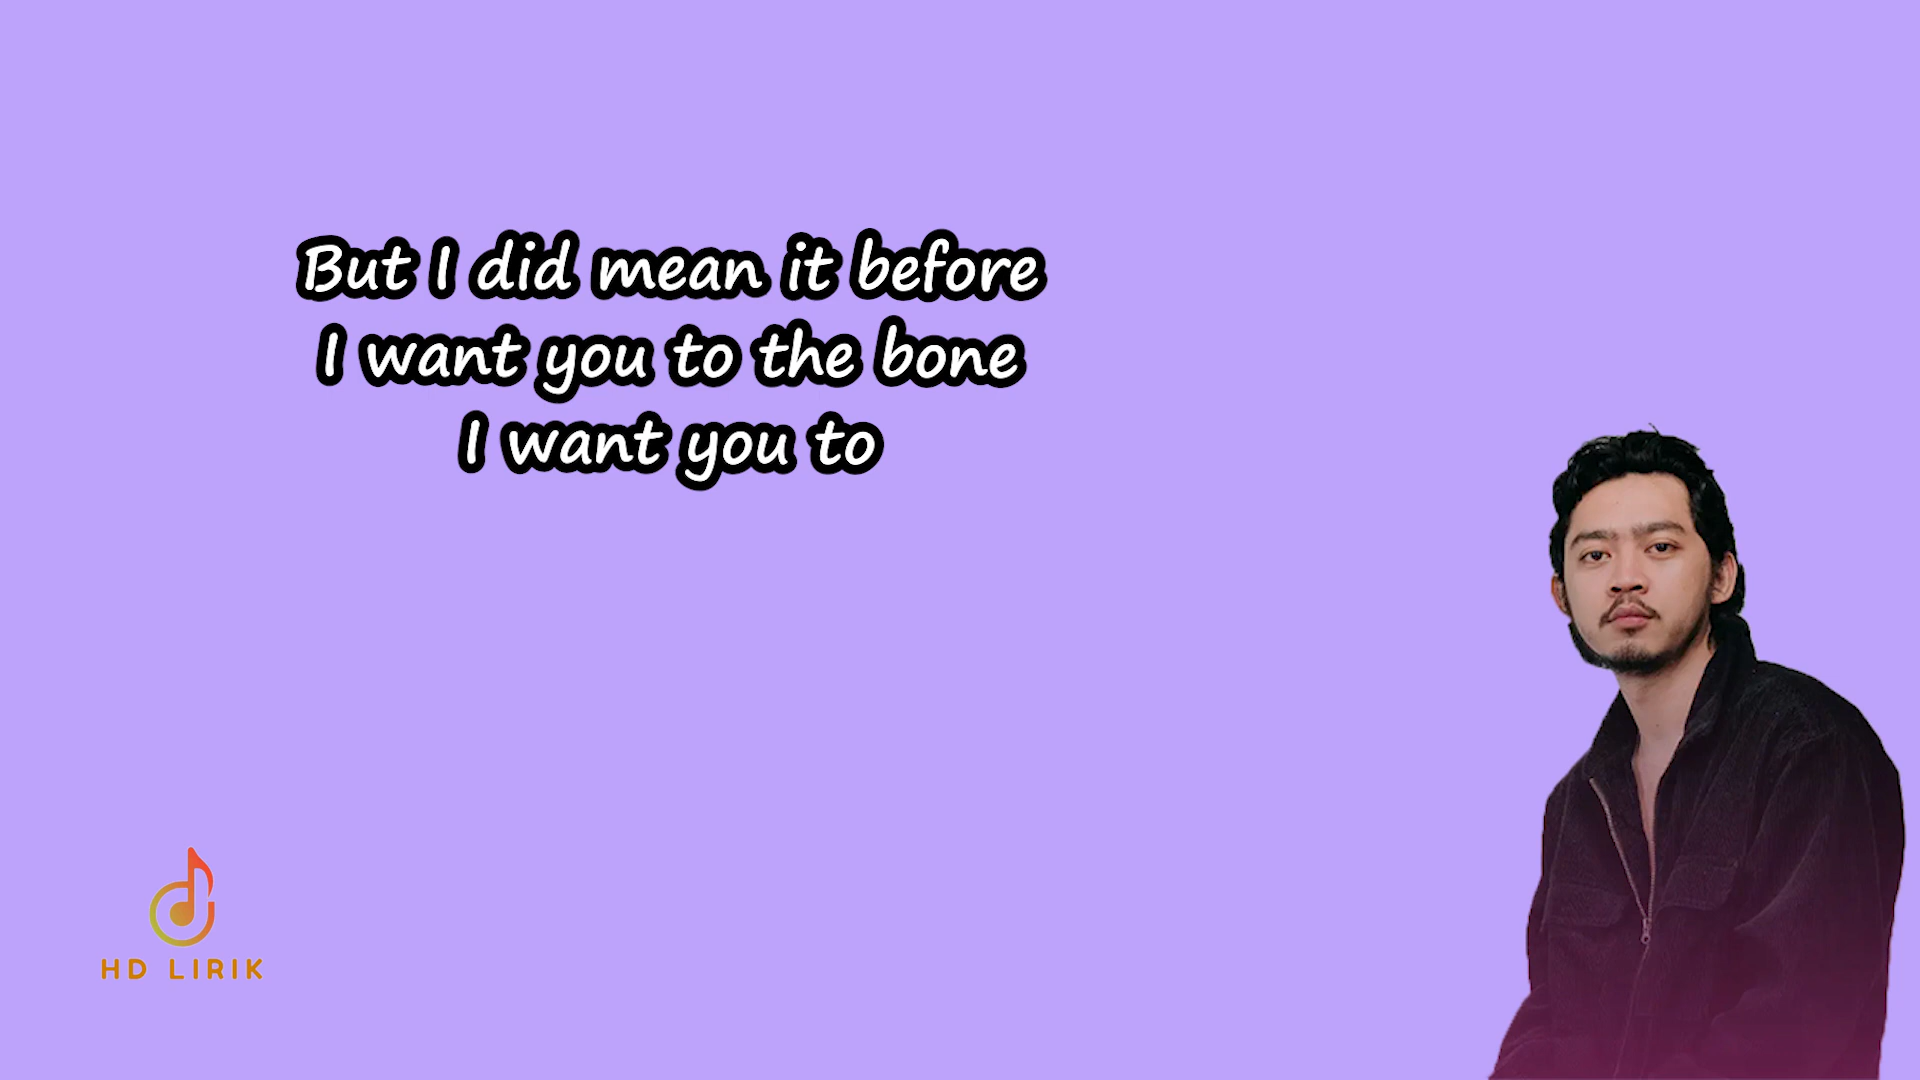 But I did mean it before
I want you to the bone
I want you to
HD LIRIK